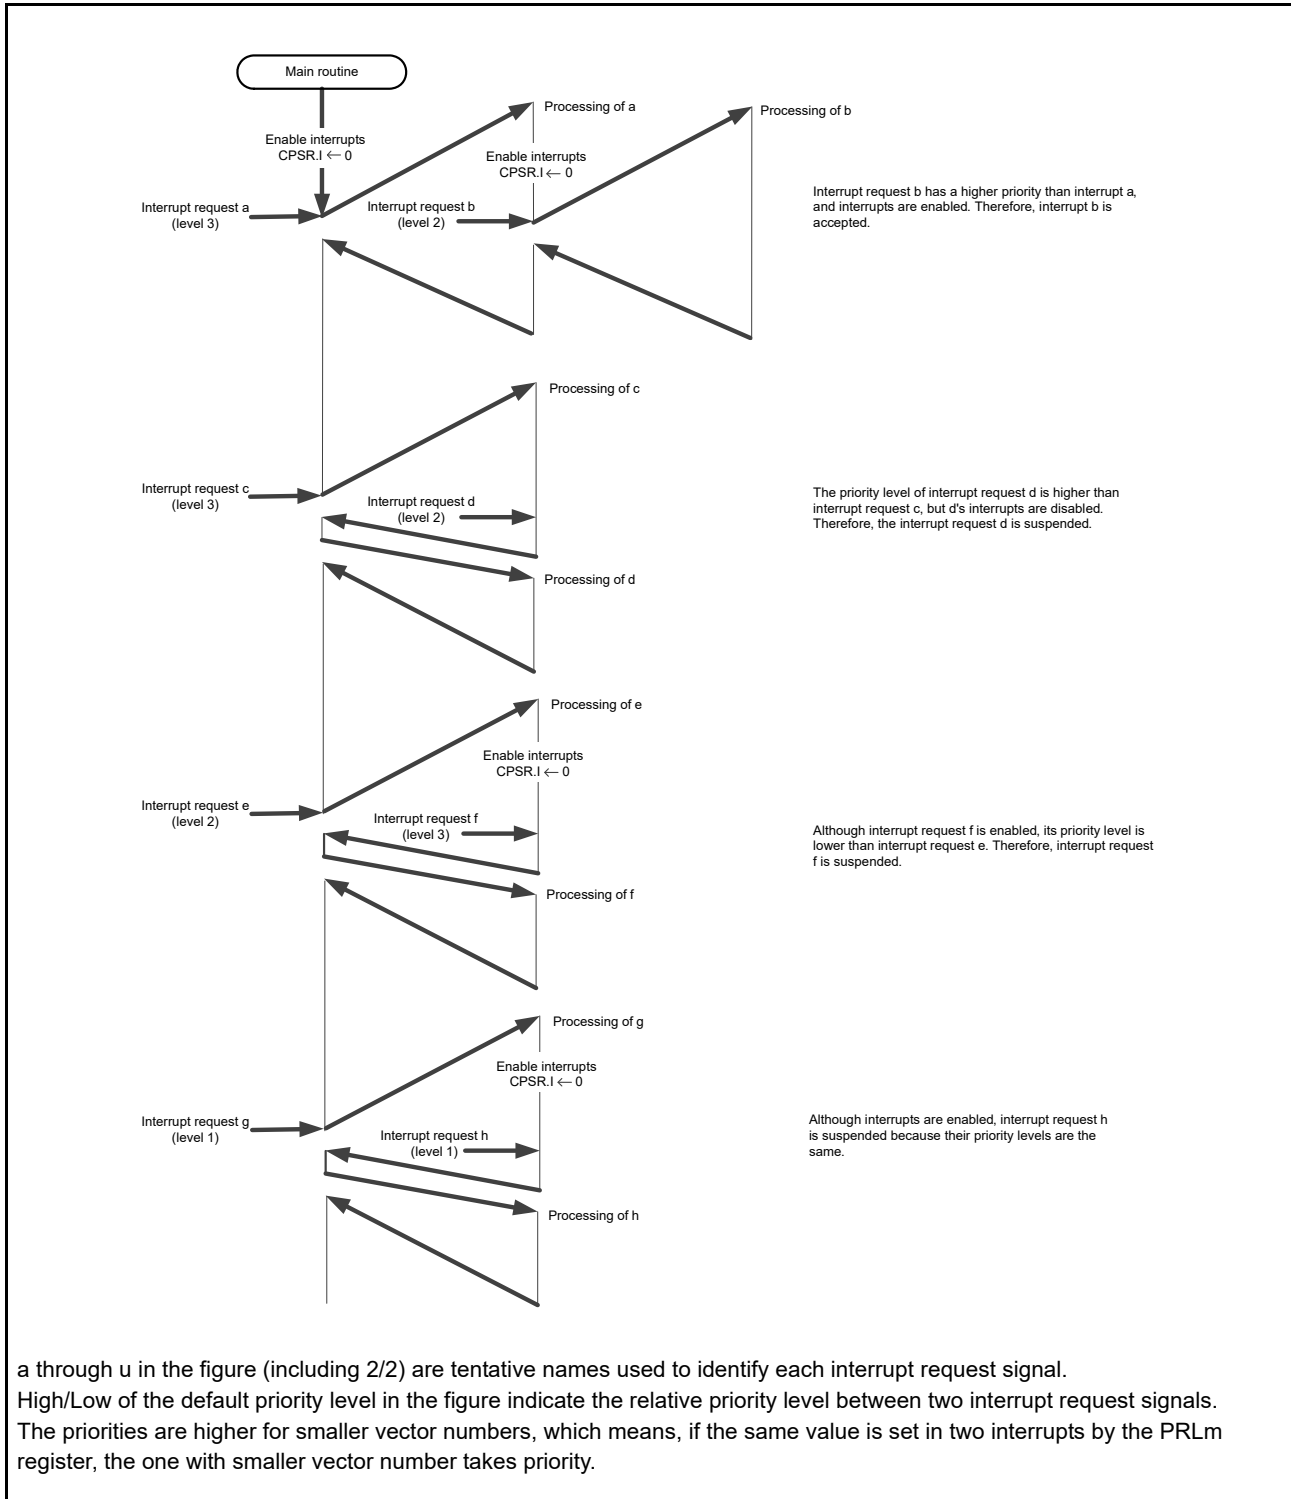 Main routine
Processing of a
Processing of b
Enable interrupts
CPSR.I ← 0
Enable interrupts
CPSR.I ← 0
Interrupt request a
(level 3)
Interrupt request b
(level 2)
Interrupt request b has a higher priority than interrupt a,
and interrupts are enabled. Therefore, interrupt b is
accepted.
Processing of c
Interrupt request c
(level 3)
Interrupt request d
(level 2)
The priority level of interrupt request d is higher than
interrupt request c, but d's interrupts are disabled.
Therefore, the interrupt request d is suspended.
Processing of d
Processing of e
Enable interrupts
CPSR.I ← 0
Interrupt request e
(level 2)
Interrupt request f
(level 3)
Although interrupt request f is enabled, its priority level is
lower than interrupt request e. Therefore, interrupt request
f is suspended.
Processing of f
Processing of g
Enable interrupts
CPSR.I ← 0
Interrupt request g
(level 1)
Interrupt request h
(level 1)
Although interrupts are enabled, interrupt request h
is suspended because their priority levels are the
same.
Processing of h
a through u in the figure (including 2/2) are tentative names used to identify each interrupt request signal.
High/Low of the default priority level in the figure indicate the relative priority level between two interrupt request signals.
The priorities are higher for smaller vector numbers, which means, if the same value is set in two interrupts by the PRLm
register, the one with smaller vector number takes priority.